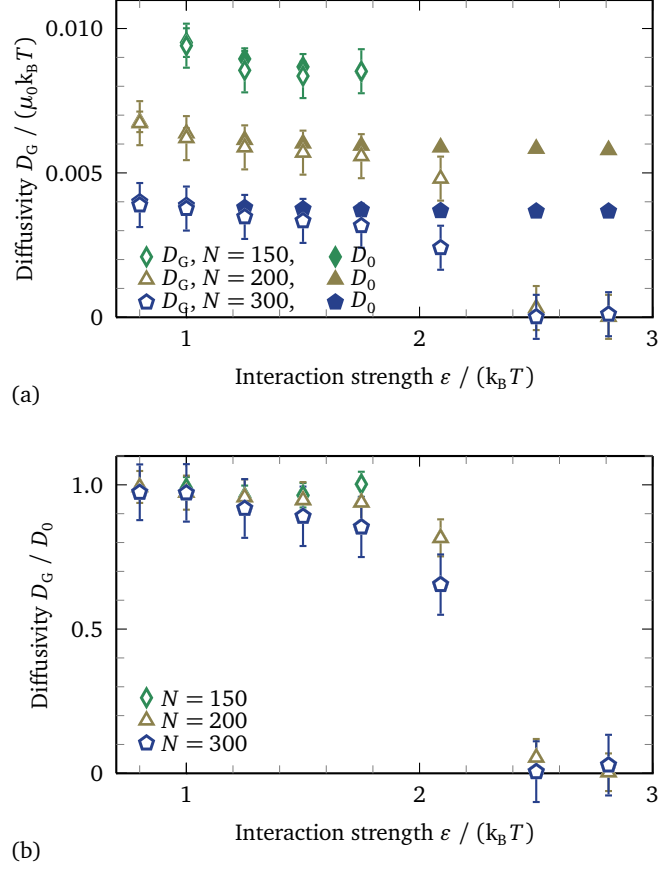 0.010
0.005
0
Diffusivity D_G / (μ_0 k_B T)
D_G, N = 150, D_0
D_G, N = 200, D_0
D_G, N = 300, D_0
1 2 3
Interaction strength ε / (k_B T)
(a)
1.0
0.5
0
Diffusivity D_G / D_0
N = 150
N = 200
N = 300
1 2 3
Interaction strength ε / (k_B T)
(b)